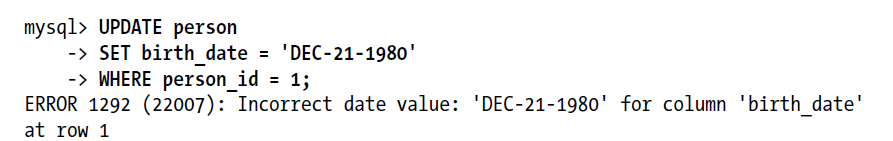 mysql> UPDATE person
    -> SET birth_date = 'DEC-21-1980'
    -> WHERE person_id = 1;
ERROR 1292 (22007): Incorrect date value: 'DEC-21-1980' for column 'birth_date'
at row 1